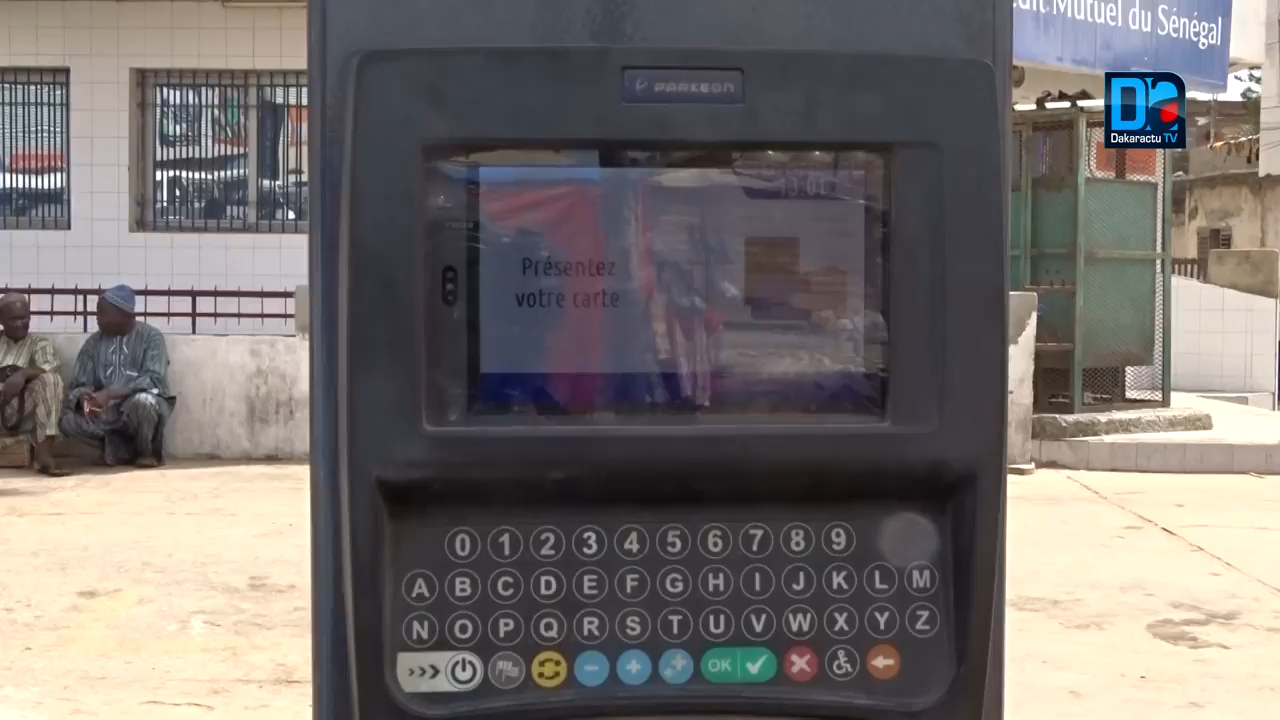 édit Mutuel du Sénégal
Dakaractu TV
PARKEON
13:01
Présentez
votre carte
0 1 2 3 4 5 6 7 8 9
A B C D E F G H I J K L M
N O P Q R S T U V W X Y Z
>>> OK